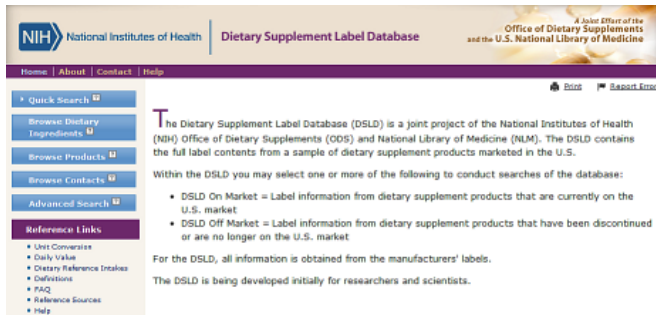 NIH National Institutes of Health Dietary Supplement Label Database
A Joint Effort of the
Office of Dietary Supplements
and the U.S. National Library of Medicine
Home | About | Contact | Help
Print Report Error
Quick Search
Browse Dietary
Ingredients
Browse Products
Browse Contacts
Advanced Search
Reference Links
• Unit Conversion
• Daily Value
• Dietary Reference Intakes
• Definitions
• FAQ
• Reference Sources
• Help
The Dietary Supplement Label Database (DSLD) is a joint project of the National Institutes of Health
(NIH) Office of Dietary Supplements (ODS) and National Library of Medicine (NLM). The DSLD contains
the full label contents from a sample of dietary supplement products marketed in the U.S.
Within the DSLD you may select one or more of the following to conduct searches of the database:
• DSLD On Market = Label information from dietary supplement products that are currently on the
U.S. market
• DSLD Off Market = Label information from dietary supplement products that have been discontinued
or are no longer on the U.S. market
For the DSLD, all information is obtained from the manufacturers' labels.
The DSLD is being developed initially for researchers and scientists.